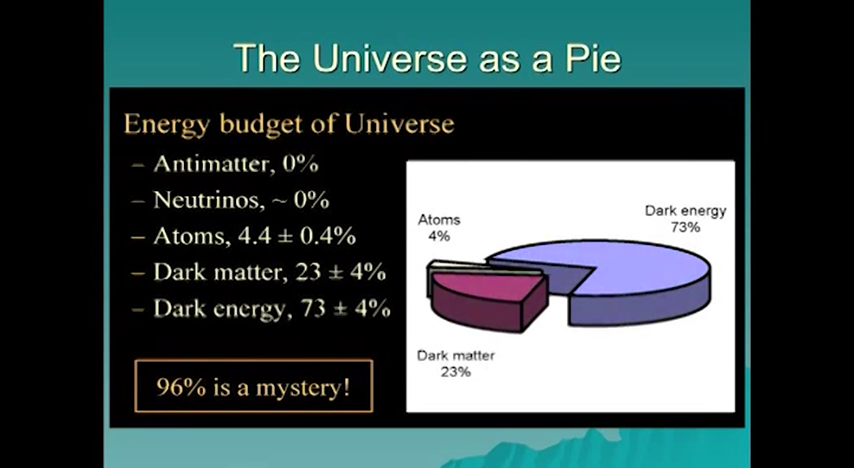 The Universe as a Pie
Energy budget of Universe
– Antimatter, 0%
– Neutrinos, ~ 0%
– Atoms, 4.4 ± 0.4%
– Dark matter, 23 ± 4%
– Dark energy, 73 ± 4%
96% is a mystery!
Atoms
4%
Dark energy
73%
Dark matter
23%